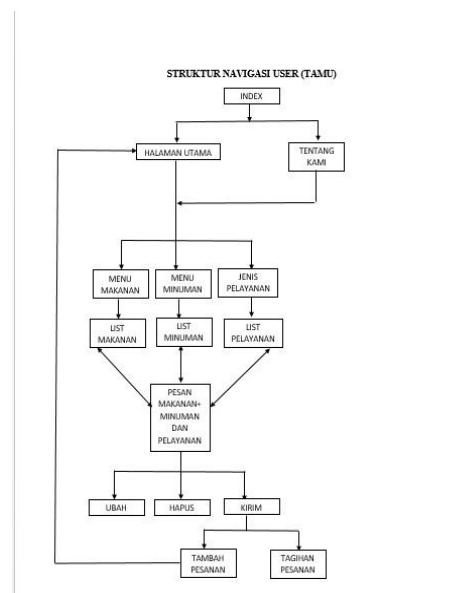 STRUKTUR NAVIGASI USER (TAMU)
INDEX
HALAMAN UTAMA
TENTANG
KAMI
MENU
MAKANAN
MENU
MINUMAN
JENIS
PELAYANAN
LIST
MAKANAN
LIST
MINUMAN
LIST
PELAYANAN
PESAN
MAKANAN+
MINUMAN
DAN
PELAYANAN
UBAH
HAPUS
KIRIM
TAMBAH
PESANAN
TAGIHAN
PESANAN